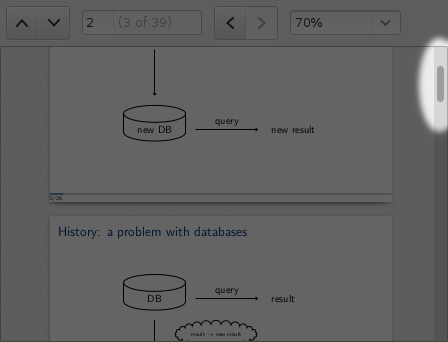 2 (3 of 39) 70%
query
new DB new result
2/26
History: a problem with databases
query
DB result
result → new result